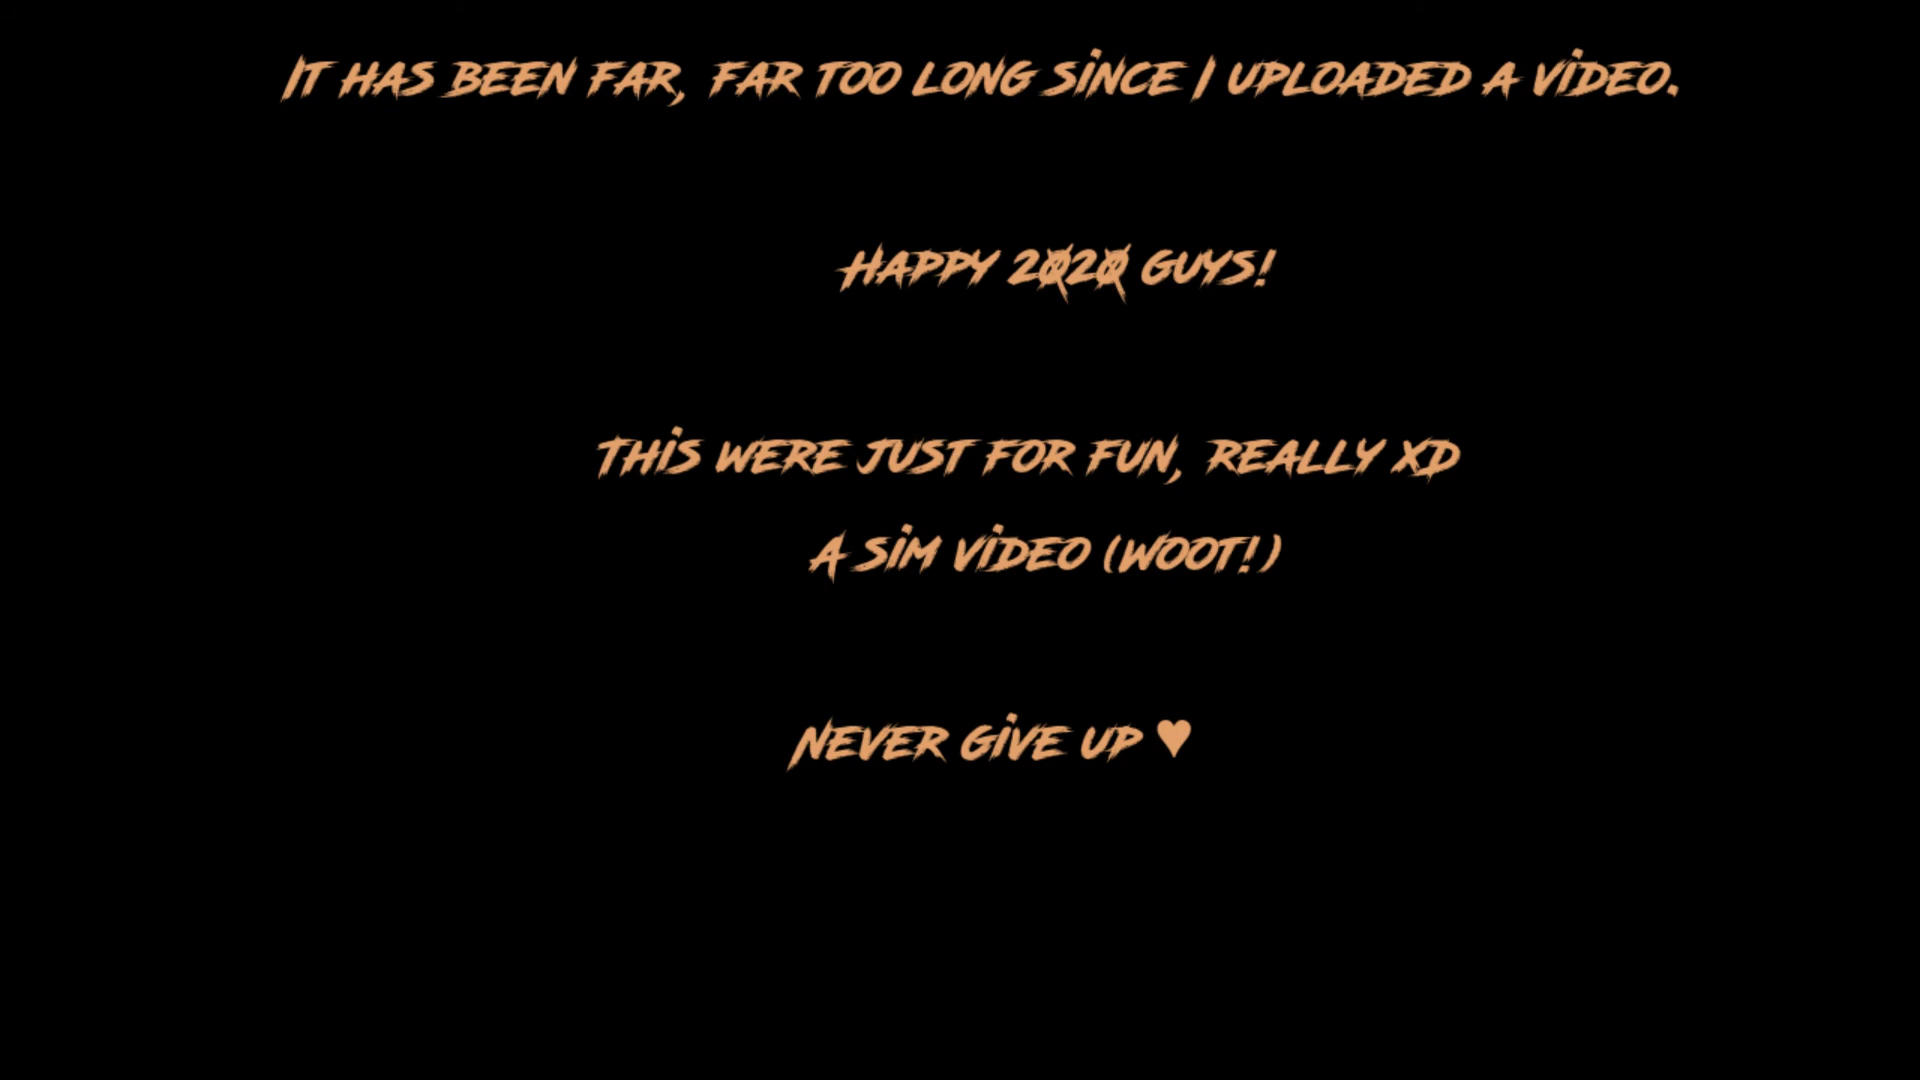 It has been far, far too long since I uploaded a video.
Happy 2020 guys!
This were just for fun, really xD
A sim video (woot!)
Never give up ♥